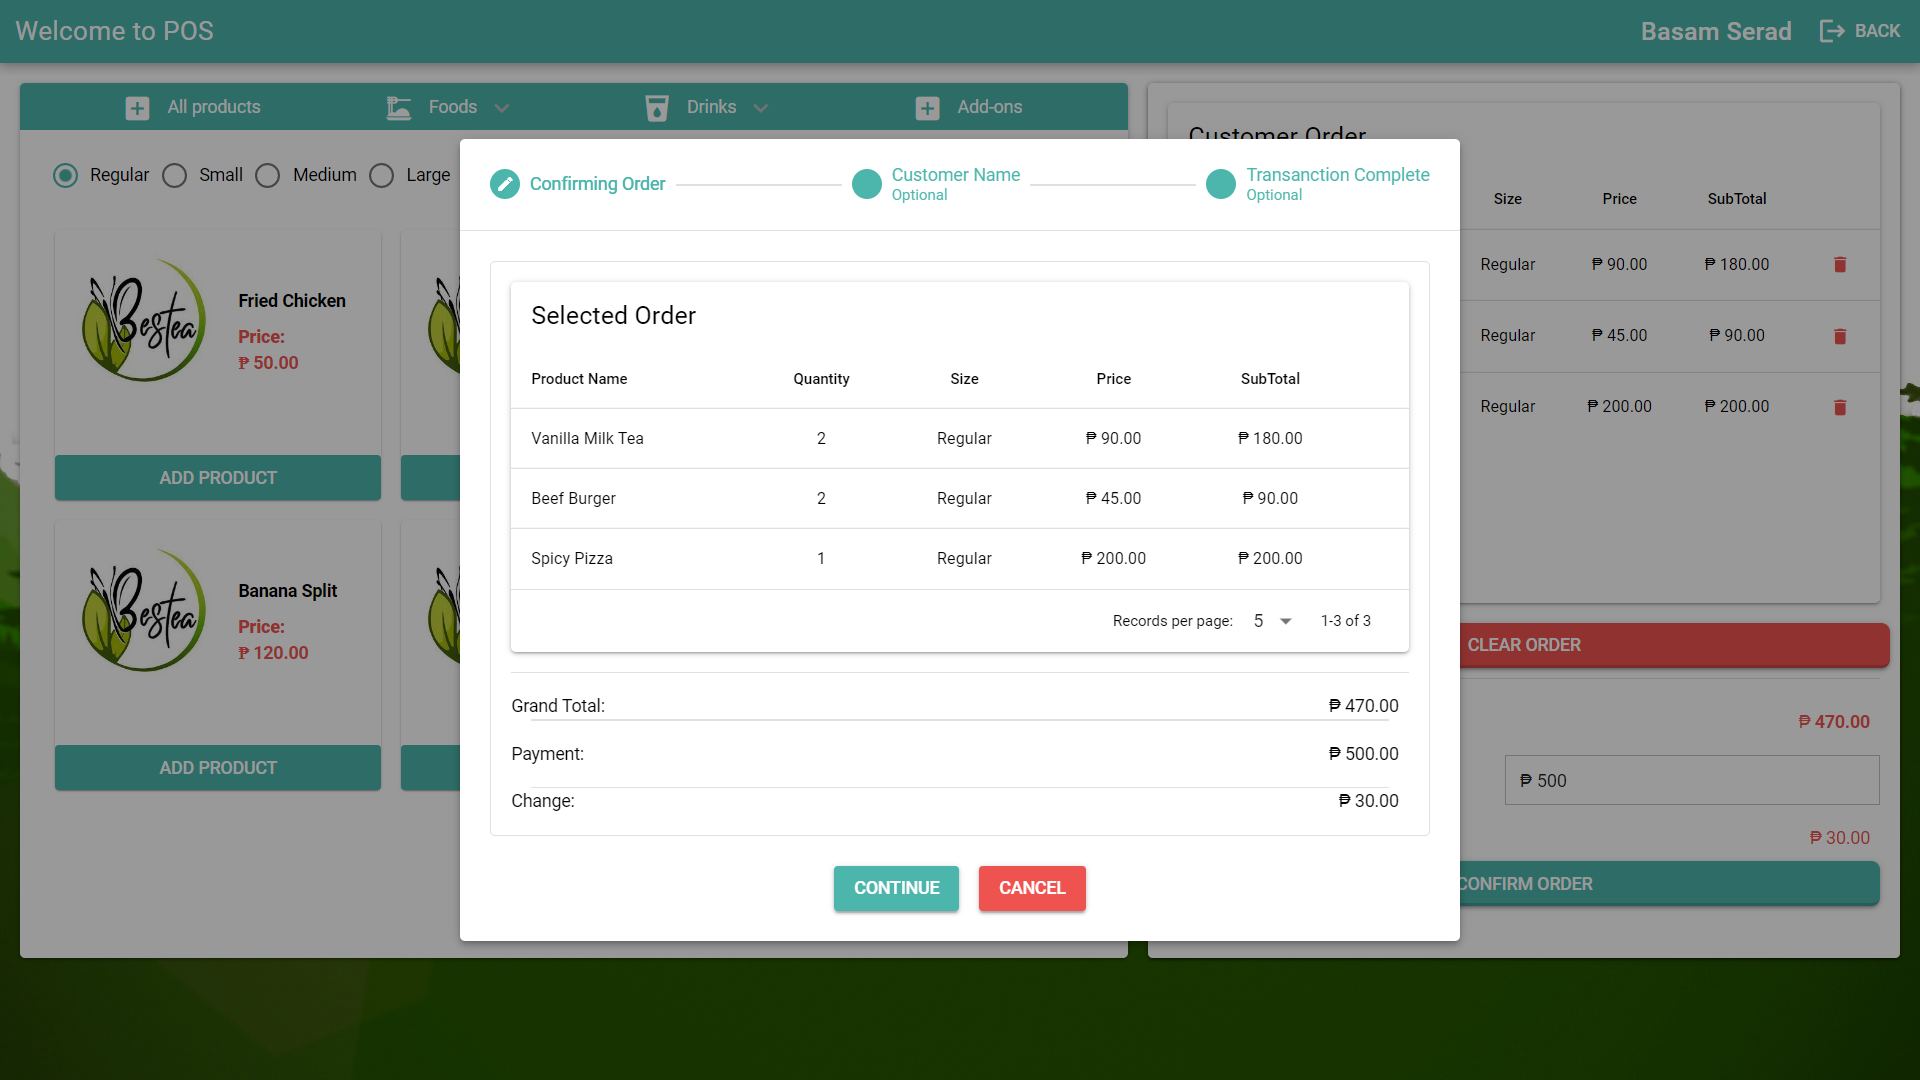 Welcome to POS
Basam Serad
BACK
All products
Foods
Drinks
Add-ons
Regular
Small
Medium
Large
Bestea
Fried Chicken
Price:
₱ 50.00
ADD PRODUCT
Bestea
Banana Split
Price:
₱ 120.00
ADD PRODUCT
Confirming Order
Customer Name
Optional
Transanction Complete
Optional
Selected Order
Product Name Quantity Size Price SubTotal
Vanilla Milk Tea 2 Regular ₱ 90.00 ₱ 180.00
Beef Burger 2 Regular ₱ 45.00 ₱ 90.00
Spicy Pizza 1 Regular ₱ 200.00 ₱ 200.00
Records per page: 5 1-3 of 3
Grand Total: ₱ 470.00
Payment: ₱ 500.00
Change: ₱ 30.00
CONTINUE
CANCEL
Customer Order
Size Price SubTotal
Regular ₱ 90.00 ₱ 180.00
Regular ₱ 45.00 ₱ 90.00
Regular ₱ 200.00 ₱ 200.00
CLEAR ORDER
₱ 470.00
₱ 500
₱ 30.00
CONFIRM ORDER